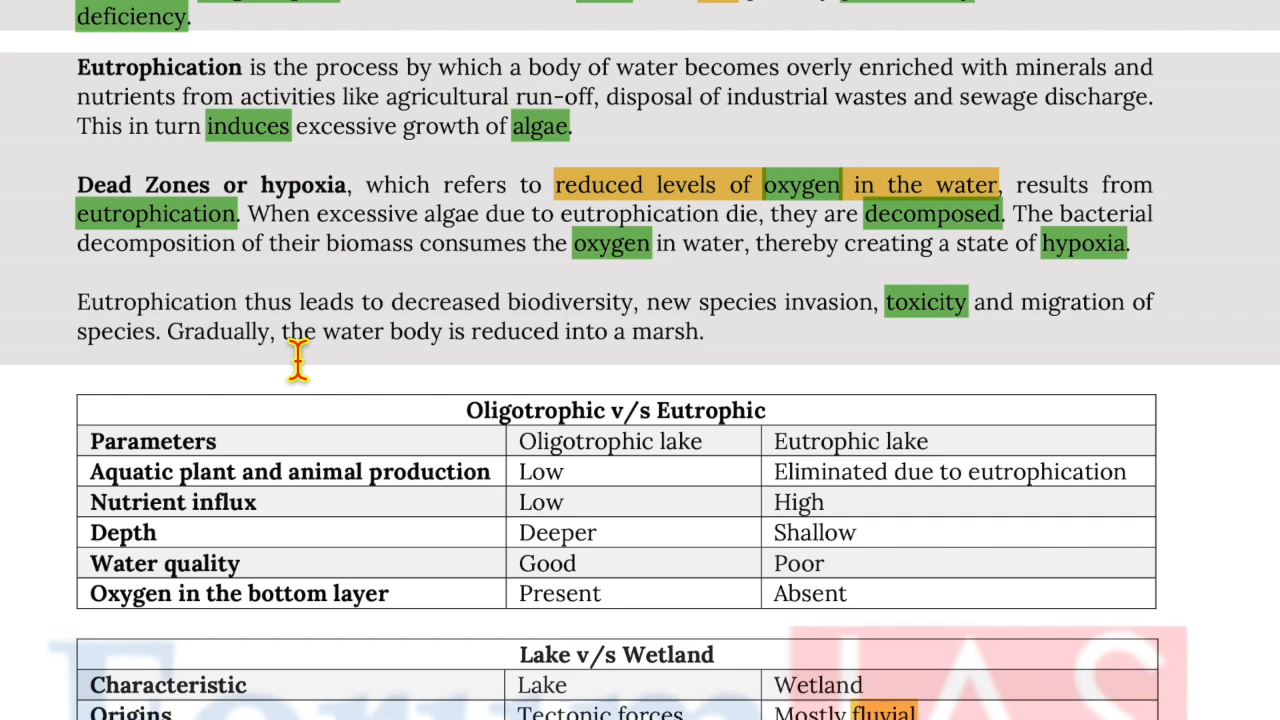 deficiency.
Eutrophication is the process by which a body of water becomes overly enriched with minerals and
nutrients from activities like agricultural run-off, disposal of industrial wastes and sewage discharge.
This in turn induces excessive growth of algae.
Dead Zones or hypoxia, which refers to reduced levels of oxygen in the water, results from
eutrophication. When excessive algae due to eutrophication die, they are decomposed. The bacterial
decomposition of their biomass consumes the oxygen in water, thereby creating a state of hypoxia.
Eutrophication thus leads to decreased biodiversity, new species invasion, toxicity and migration of
species. Gradually, the water body is reduced into a marsh.
Oligotrophic v/s Eutrophic
Parameters Oligotrophic lake Eutrophic lake
Aquatic plant and animal production Low Eliminated due to eutrophication
Nutrient influx Low High
Depth Deeper Shallow
Water quality Good Poor
Oxygen in the bottom layer Present Absent
Lake v/s Wetland
Characteristic Lake Wetland
Origins Tectonic forces Mostly fluvial